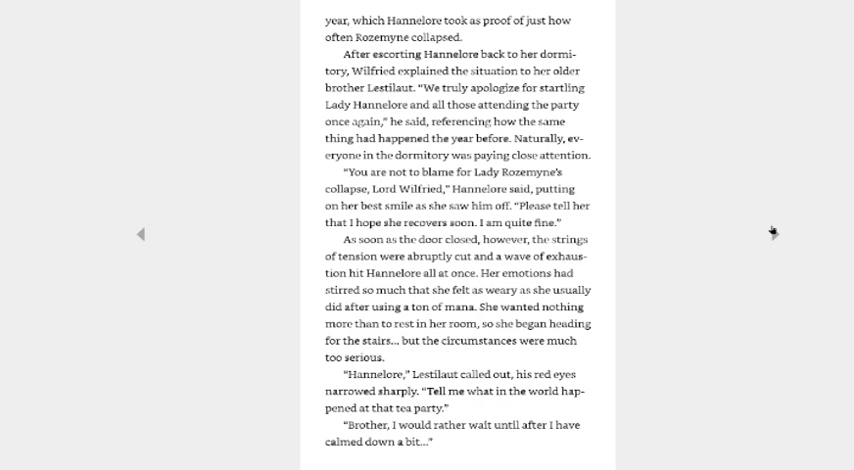 year, which Hannelore took as proof of just how
often Rozemyne collapsed.
After escorting Hannelore back to her dormi-
tory, Wilfried explained the situation to her older
brother Lestilaut. “We truly apologize for startling
Lady Hannelore and all those attending the party
once again,” he said, referencing how the same
thing had happened the year before. Naturally, ev-
eryone in the dormitory was paying close attention.
“You are not to blame for Lady Rozemyne’s
collapse, Lord Wilfried,” Hannelore said, putting
on her best smile as she saw him off. “Please tell her
that I hope she recovers soon. I am quite fine.”
As soon as the door closed, however, the strings
of tension were abruptly cut and a wave of exhaus-
tion hit Hannelore all at once. Her emotions had
stirred so much that she felt as weary as she usually
did after using a ton of mana. She wanted nothing
more than to rest in her room, so she began heading
for the stairs... but the circumstances were much
too serious.
“Hannelore,” Lestilaut called out, his red eyes
narrowed sharply. “Tell me what in the world hap-
pened at that tea party.”
“Brother, I would rather wait until after I have
calmed down a bit...”